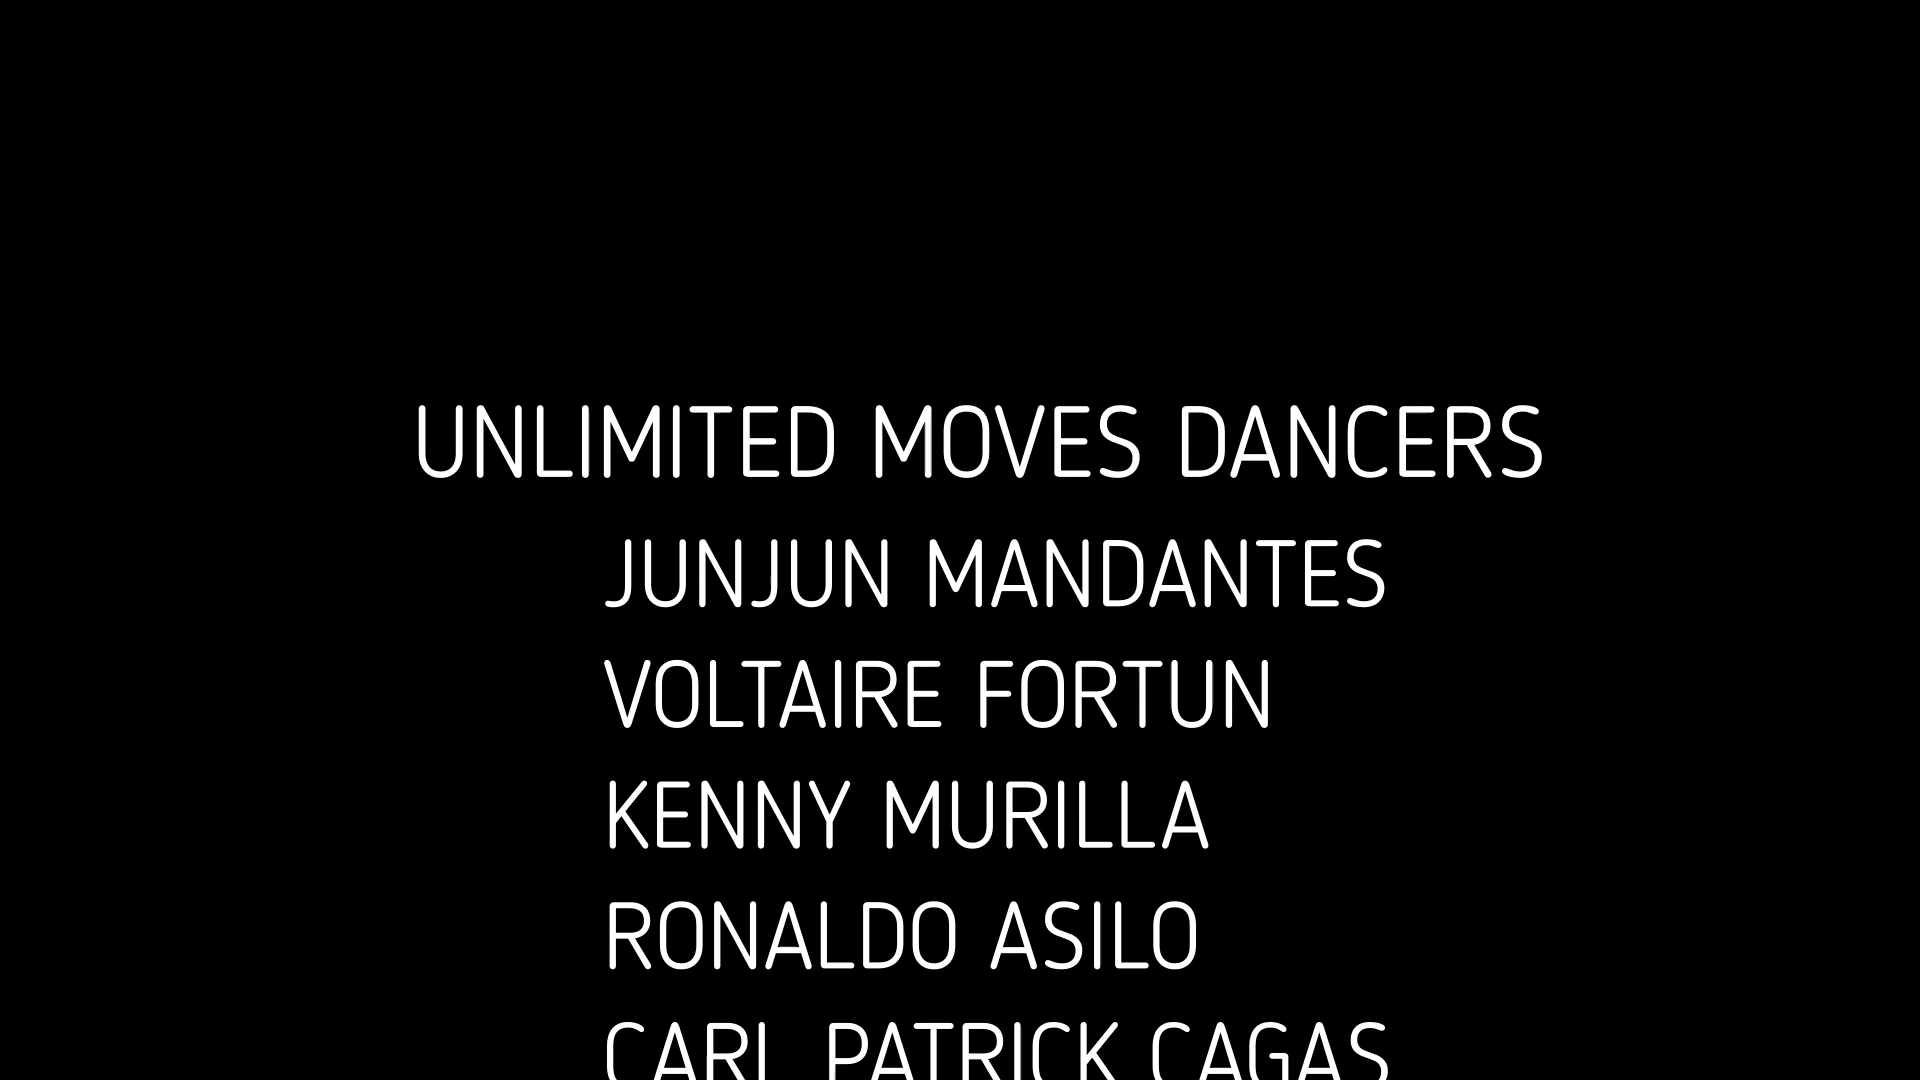 UNLIMITED MOVES DANCERS
JUNJUN MANDANTES
VOLTAIRE FORTUN
KENNY MURILLA
RONALDO ASILO
CARL PATRICK CAGAS